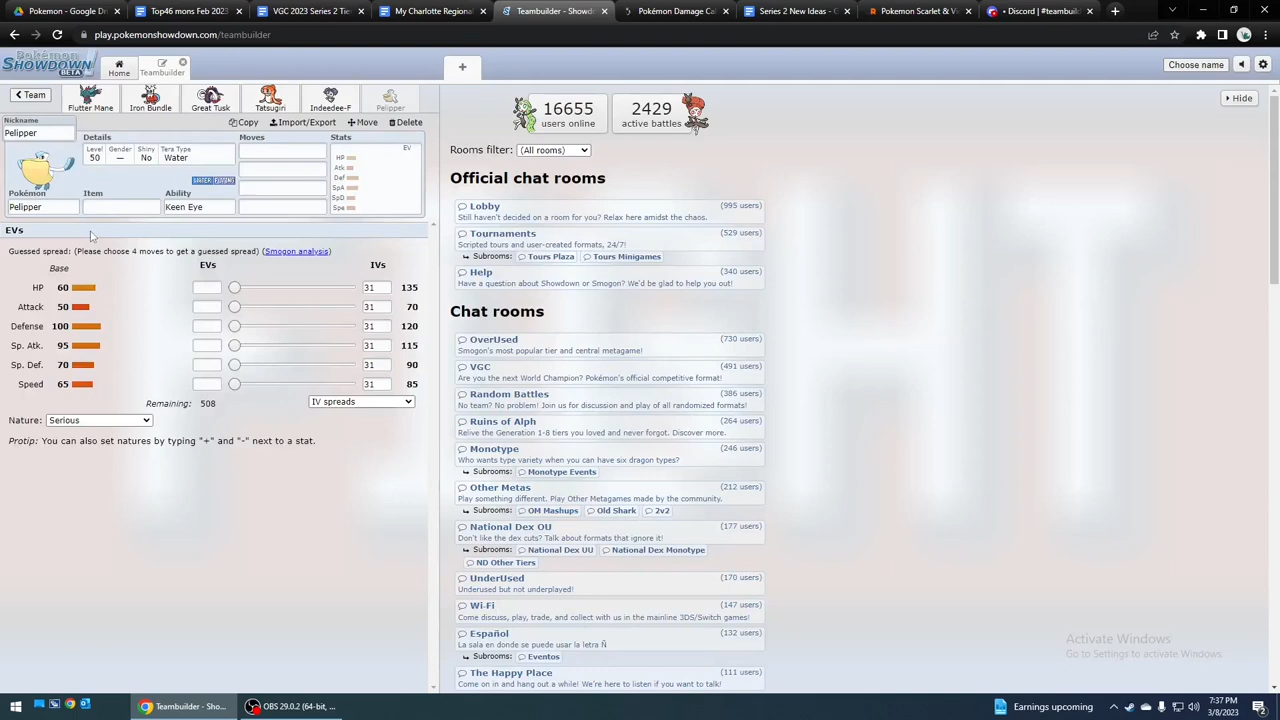 Pokemon - Google D
Top46 mons Feb 2023
VGC 2023 Series 2 Tie
My Charlotte Regional
Teambuilder - Showd
Pokémon Damage Cal
Series 2 New Ideas -
Pokemon Scarlet & V
• Discord | #teambuil
play.pokemonshowdown.com/teambuilder
Pokémon
SHOWDOWN
BETA
Home
Teambuilder
Choose name
Team
Flutter Mane
Iron Bundle
Great Tusk
Tatsugiri
Indeedee-F
Pelipper
Copy
Import/Export
Move
Delete
Nickname
Pelipper
Details
Level
Gender
Shiny
Tera Type
50
—
No
Water
Moves
Stats
EV
HP
Atk
Def
SpA
SpD
Spe
WATER FLYING
Pokémon
Item
Ability
Pelipper
Keen Eye
EVs
Guessed spread: (Please choose 4 moves to get a guessed spread) (Smogon analysis)
Base
EVs
IVs
HP 60 31 135
Attack 50 31 70
Defense 100 31 120
Sp. Atk. 95 31 115
Sp. Def. 70 31 90
Speed 65 31 85
Remaining: 508
IV spreads
Nature: Serious
Protip: You can also set natures by typing "+" and "-" next to a stat.
16655
users online
2429
active battles
Hide
Rooms filter: (All rooms)
Official chat rooms
Lobby (995 users)
Still haven't decided on a room for you? Relax here amidst the chaos.
Tournaments (529 users)
Scripted tours and user-created formats, 24/7!
Subrooms: Tours Plaza Tours Minigames
Help (340 users)
Have a question about Showdown or Smogon? We'd be glad to help you out!
Chat rooms
OverUsed (730 users)
Smogon's most popular tier and central metagame!
VGC (491 users)
Are you the next World Champion? Pokémon's official competitive format!
Random Battles (386 users)
No team? No problem! Join us for discussion and play of all randomized formats!
Ruins of Alph (264 users)
Relive the Generation 1-8 tiers you loved and never forgot. Discover more.
Monotype (246 users)
Who wants type variety when you can have six dragon types?
Subrooms: Monotype Events
Other Metas (212 users)
Play something different. Play Other Metagames made by the community.
Subrooms: OM Mashups Old Shark 2v2
National Dex OU (177 users)
Don't like the dex cuts? Talk about formats that ignore it!
Subrooms: National Dex UU National Dex Monotype
ND Other Tiers
UnderUsed (170 users)
Underused but not underplayed!
Wi-Fi (147 users)
Come discuss, play, trade, and collect with us in the mainline 3DS/Switch games!
Español (132 users)
La sala en donde se puede usar la letra Ñ
Subrooms: Eventos
The Happy Place (111 users)
Come on in and hang out a while! We're here to listen if you want to talk!
Activate Windows
Go to Settings to activate Windows.
Teambuilder - Sho...
OBS 29.0.2 (64-bit, ...
Earnings upcoming
7:37 PM
3/8/2023
2